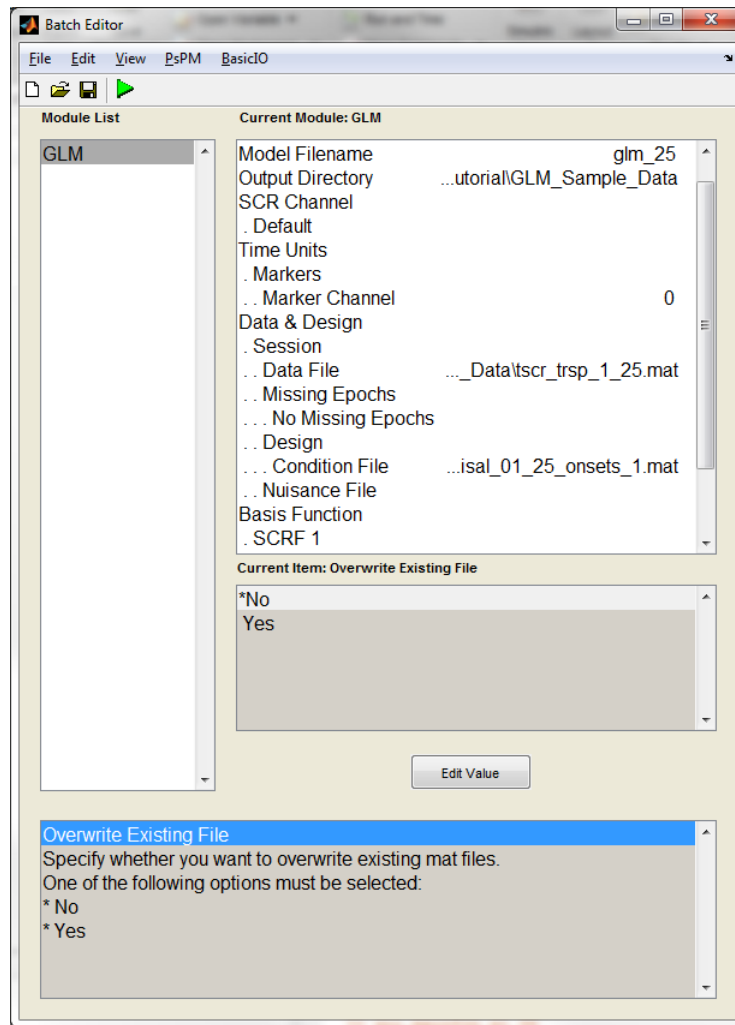 Batch Editor
File Edit View PsPM BasicIO
Module List
GLM
Current Module: GLM
Model Filename glm_25
Output Directory ...utorial\GLM_Sample_Data
SCR Channel
. Default
Time Units
. Markers
. . Marker Channel 0
Data & Design
. Session
. . Data File ..._Data\tscr_trsp_1_25.mat
. . Missing Epochs
. . . No Missing Epochs
. . Design
. . . Condition File ...isal_01_25_onsets_1.mat
. . Nuisance File
Basis Function
. SCRF 1
Current Item: Overwrite Existing File
*No
Yes
Edit Value
Overwrite Existing File
Specify whether you want to overwrite existing mat files.
One of the following options must be selected:
* No
* Yes